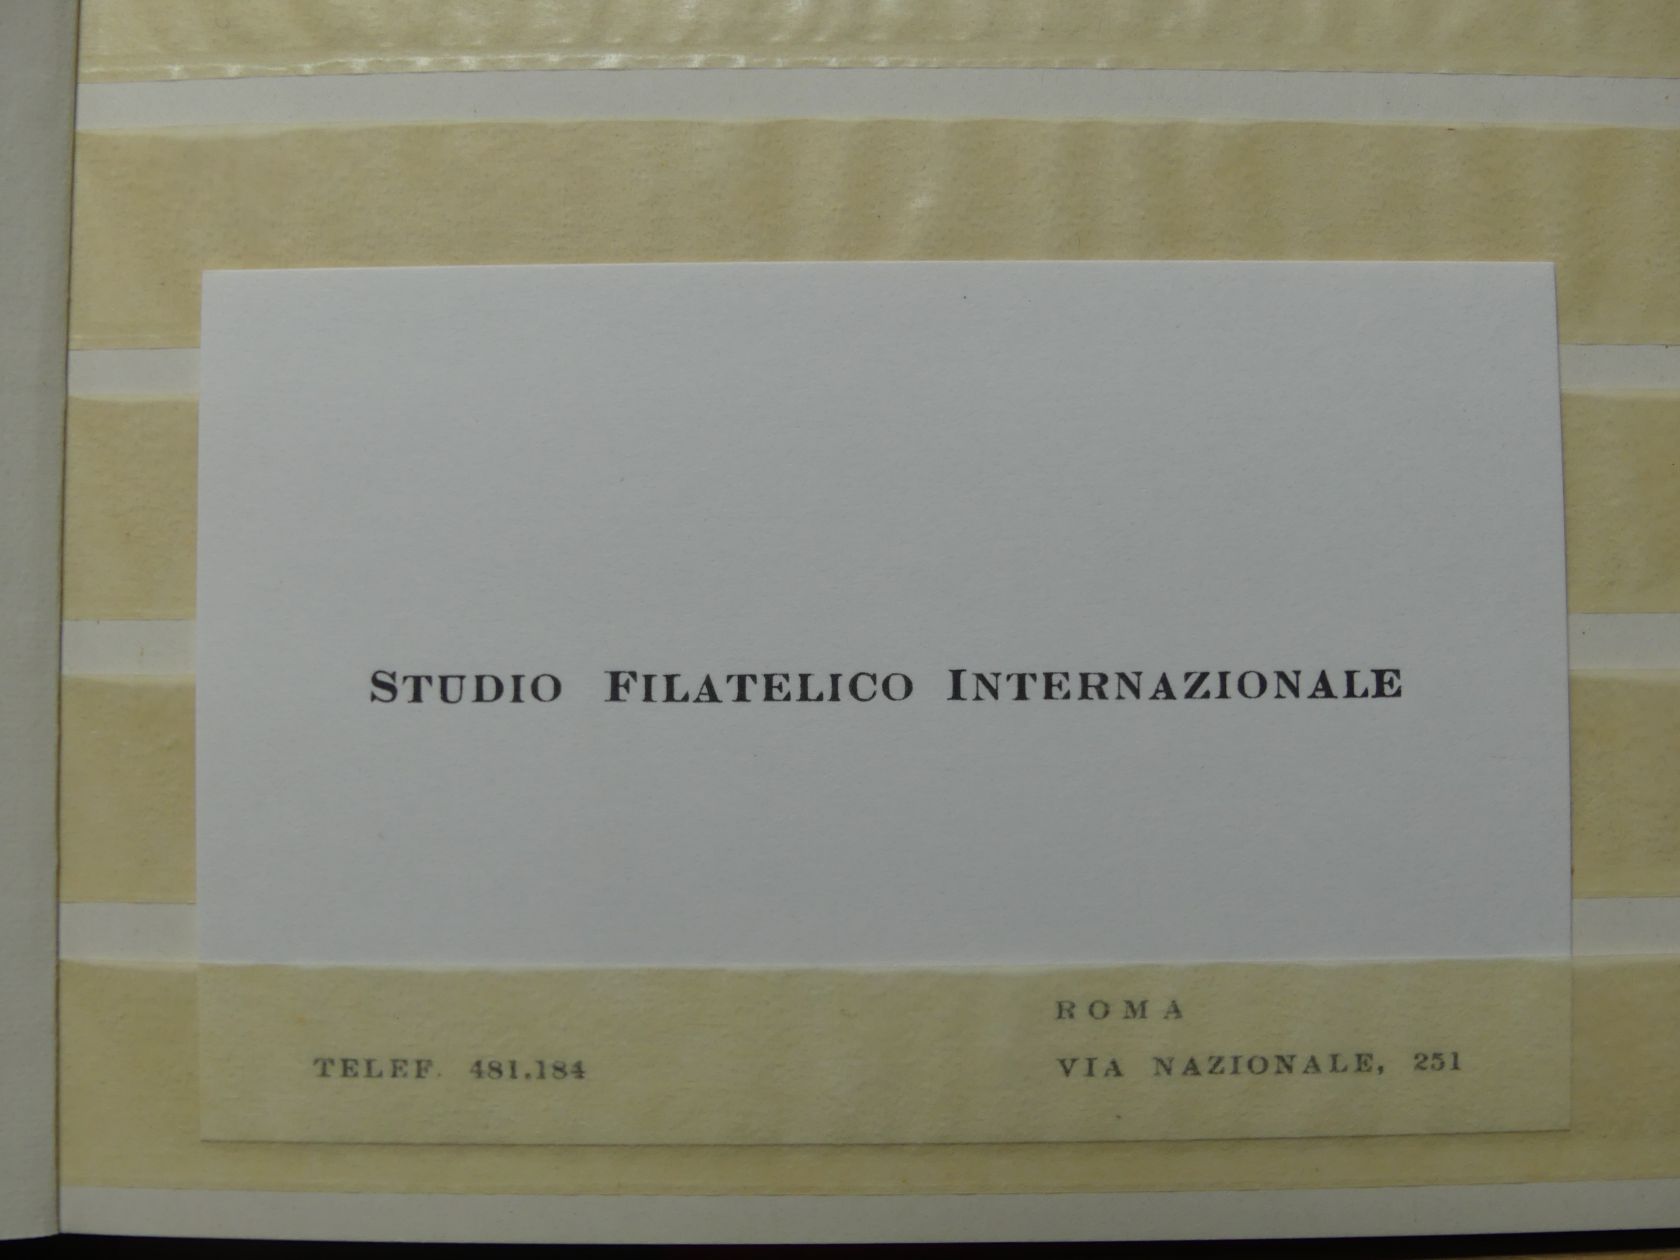 STUDIO FILATELICO INTERNAZIONALE
ROMA
TELEF. 481.184 VIA NAZIONALE, 251